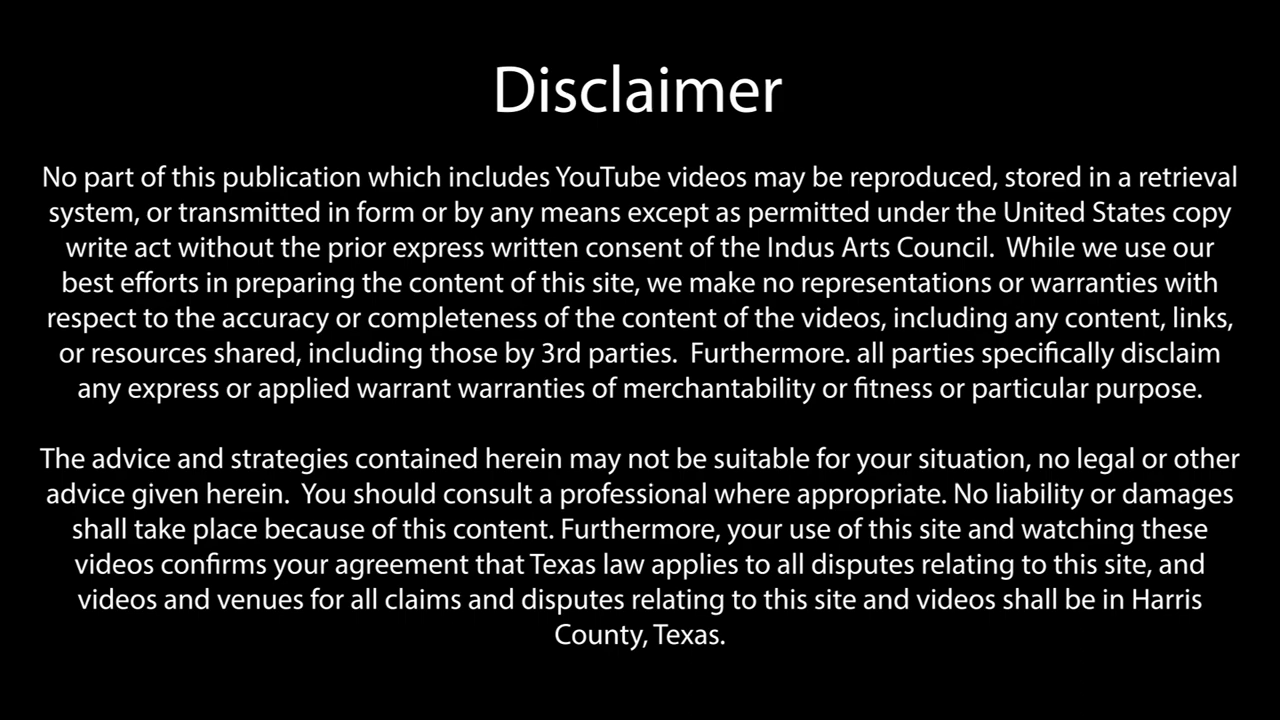 Disclaimer
No part of this publication which includes YouTube videos may be reproduced, stored in a retrieval
system, or transmitted in form or by any means except as permitted under the United States copy
write act without the prior express written consent of the Indus Arts Council.  While we use our
best efforts in preparing the content of this site, we make no representations or warranties with
respect to the accuracy or completeness of the content of the videos, including any content, links,
or resources shared, including those by 3rd parties.  Furthermore. all parties specifically disclaim
any express or applied warrant warranties of merchantability or fitness or particular purpose.
The advice and strategies contained herein may not be suitable for your situation, no legal or other
advice given herein.  You should consult a professional where appropriate. No liability or damages
shall take place because of this content. Furthermore, your use of this site and watching these
videos confirms your agreement that Texas law applies to all disputes relating to this site, and
videos and venues for all claims and disputes relating to this site and videos shall be in Harris
County, Texas.